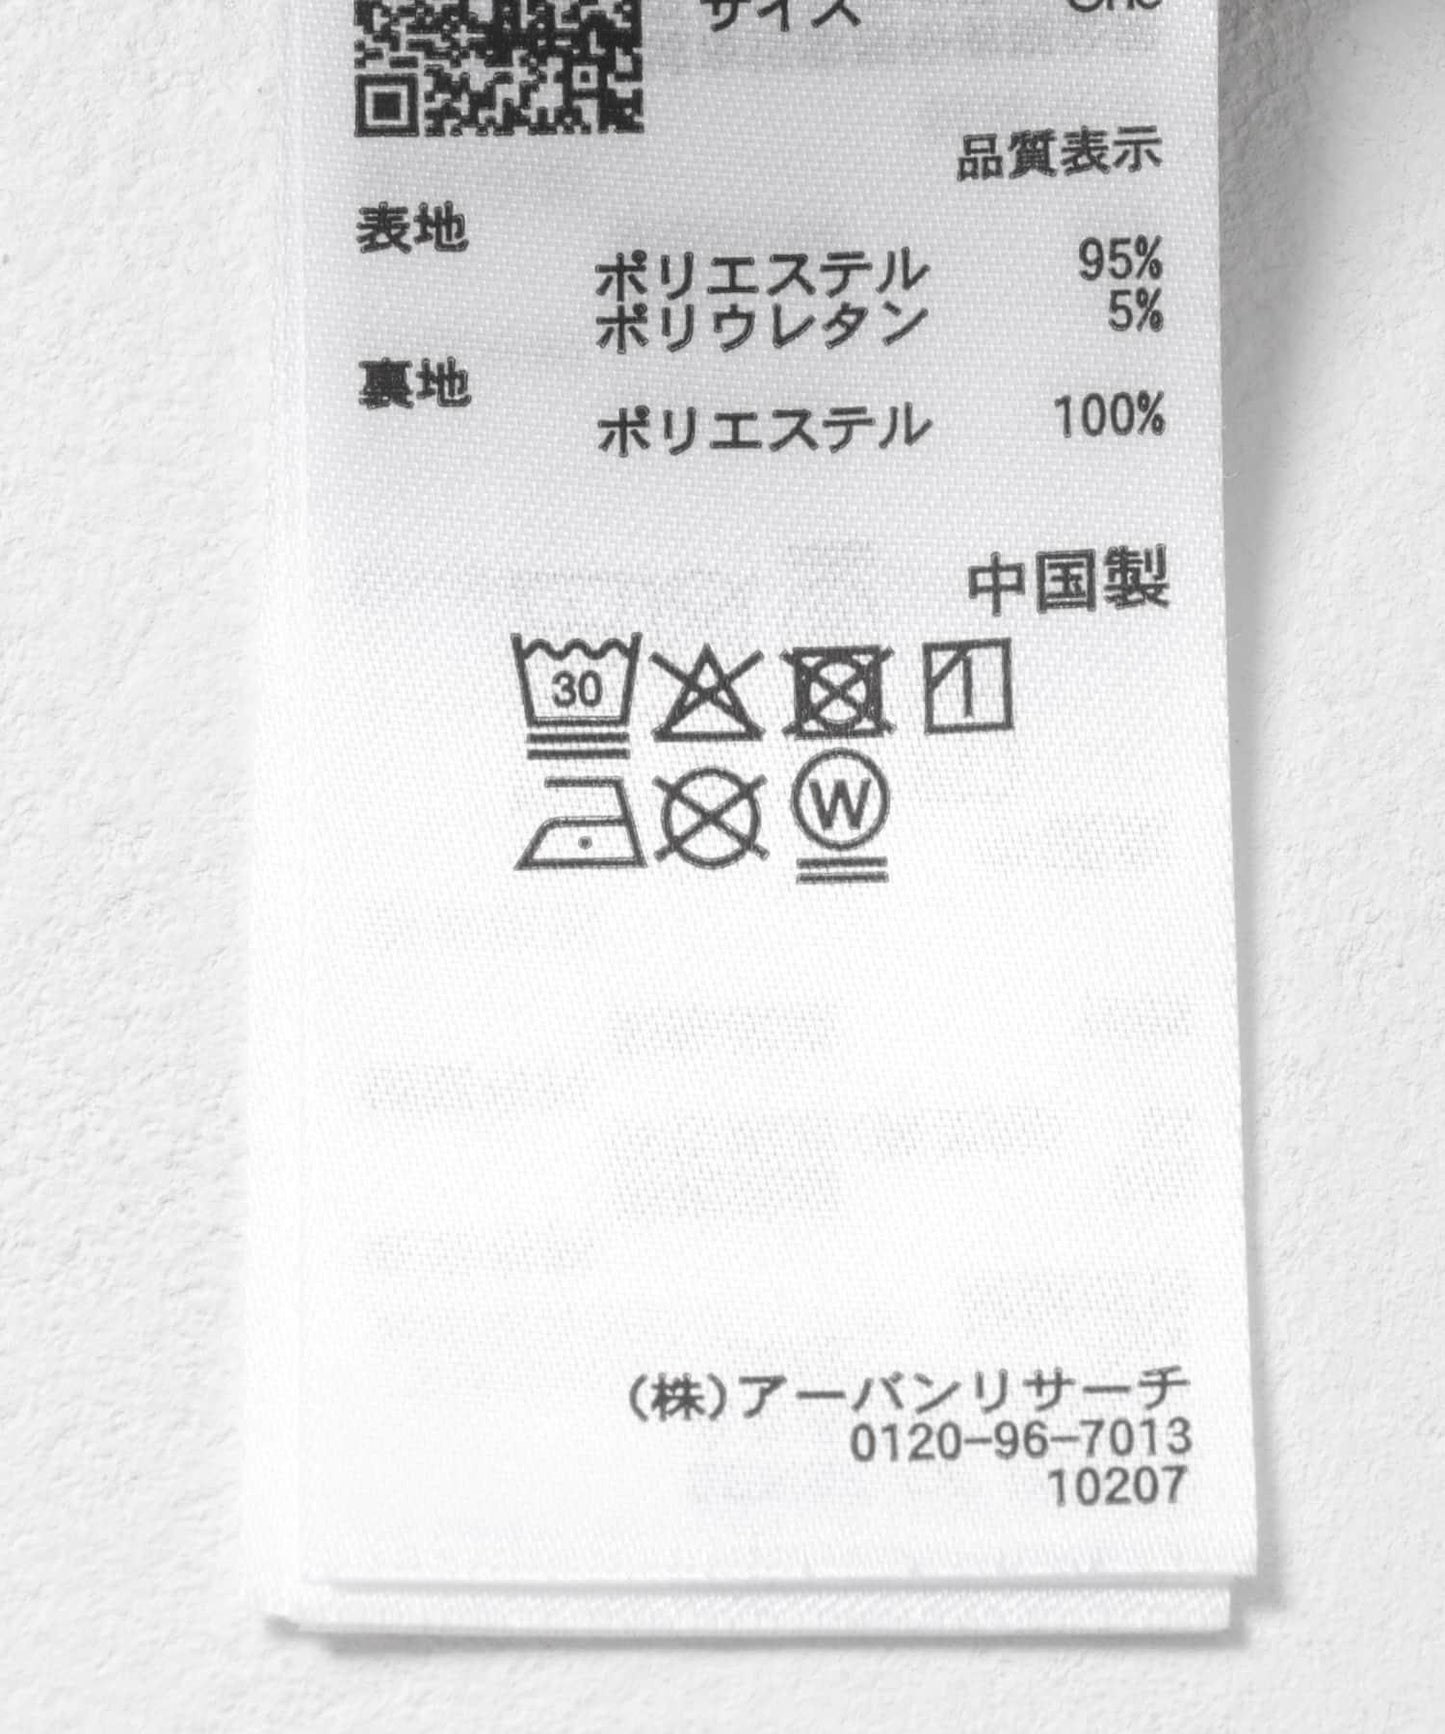 サイズ One
品質表示
表地
ポリエステル 95%
ポリウレタン 5%
裏地
ポリエステル 100%
中国製
30
W
(株)アーバンリサーチ
0120-96-7013
10207